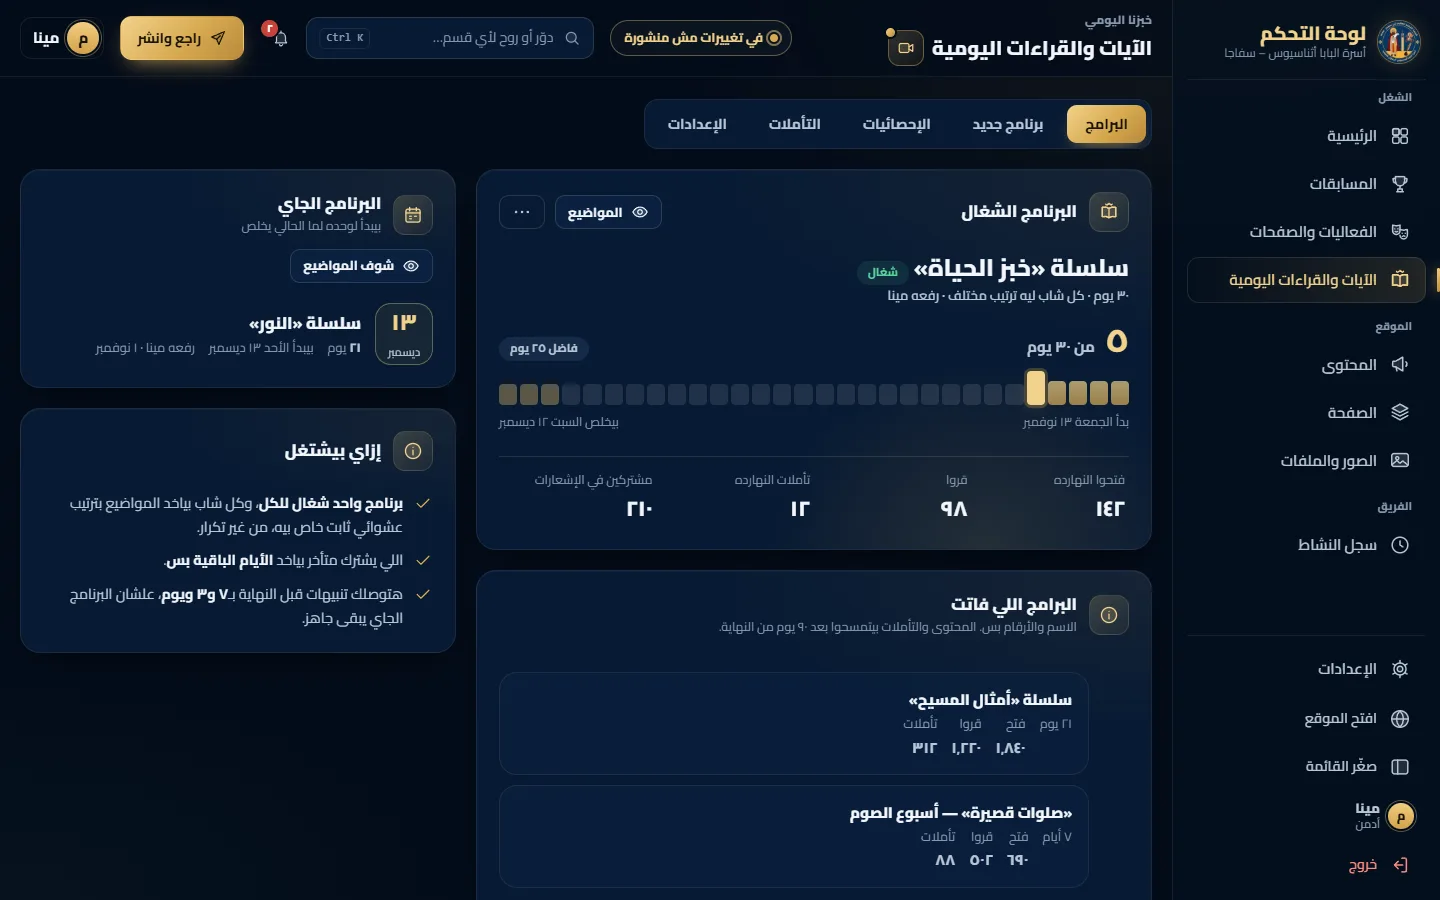 لوحة التحكم
أسرة البابا أثناسيوس – سفاجا
الشغل
الرئيسية
المسابقات
الفعاليات والصفحات
الآيات والقراءات اليومية
الموقع
المحتوى
الصفحة
الصور والملفات
الفريق
سجل النشاط
الإعدادات
افتح الموقع
صغّر القائمة
م
مينا
أدمن
خروج
خبزنا اليومي
الآيات والقراءات اليومية
في تغييرات مش منشورة
دوّر أو روح لأي قسم...
Ctrl K
٢
راجع وانشر
م
مينا
البرامج
برنامج جديد
الإحصائيات
التأملات
الإعدادات
البرنامج الشغال
المواضيع
...
سلسلة «خبز الحياة»
شغال
٣٠ يوم · كل شاب ليه ترتيب مختلف · رفعه مينا
٥ من ٣٠ يوم
فاضل ٢٥ يوم
بدأ الجمعة ١٣ نوفمبر
بيخلص السبت ١٢ ديسمبر
فتحوا النهارده
١٤٢
قروا
٩٨
تأملات النهارده
١٢
مشتركين في الإشعارات
٢١٠
البرامج اللي فاتت
الاسم والأرقام بس. المحتوى والتأملات بيتمسحوا بعد ٩٠ يوم من النهاية.
سلسلة «أمثال المسيح»
٢١ يوم فتح قروا تأملات
١٬٨٤٠ ١٬٢٢٠ ٣١٢
«صلوات قصيرة» — أسبوع الصوم
٧ أيام فتح قروا تأملات
٦٩٠ ٥٠٢ ٨٨
البرنامج الجاي
بيبدأ لوحده لما الحالي يخلص
شوف المواضيع
١٣
ديسمبر
سلسلة «النور»
٢١ يوم بيبدأ الأحد ١٣ ديسمبر رفعه مينا · ١ نوفمبر
إزاي بيشتغل
برنامج واحد شغال للكل، وكل شاب بياخد المواضيع بترتيب
عشوائي ثابت خاص بيه، من غير تكرار.
اللي يشترك متأخر بياخد الأيام الباقية بس.
هتوصلك تنبيهات قبل النهاية بـ٧ و٣ ويوم، علشان البرنامج
الجاي يبقى جاهز.